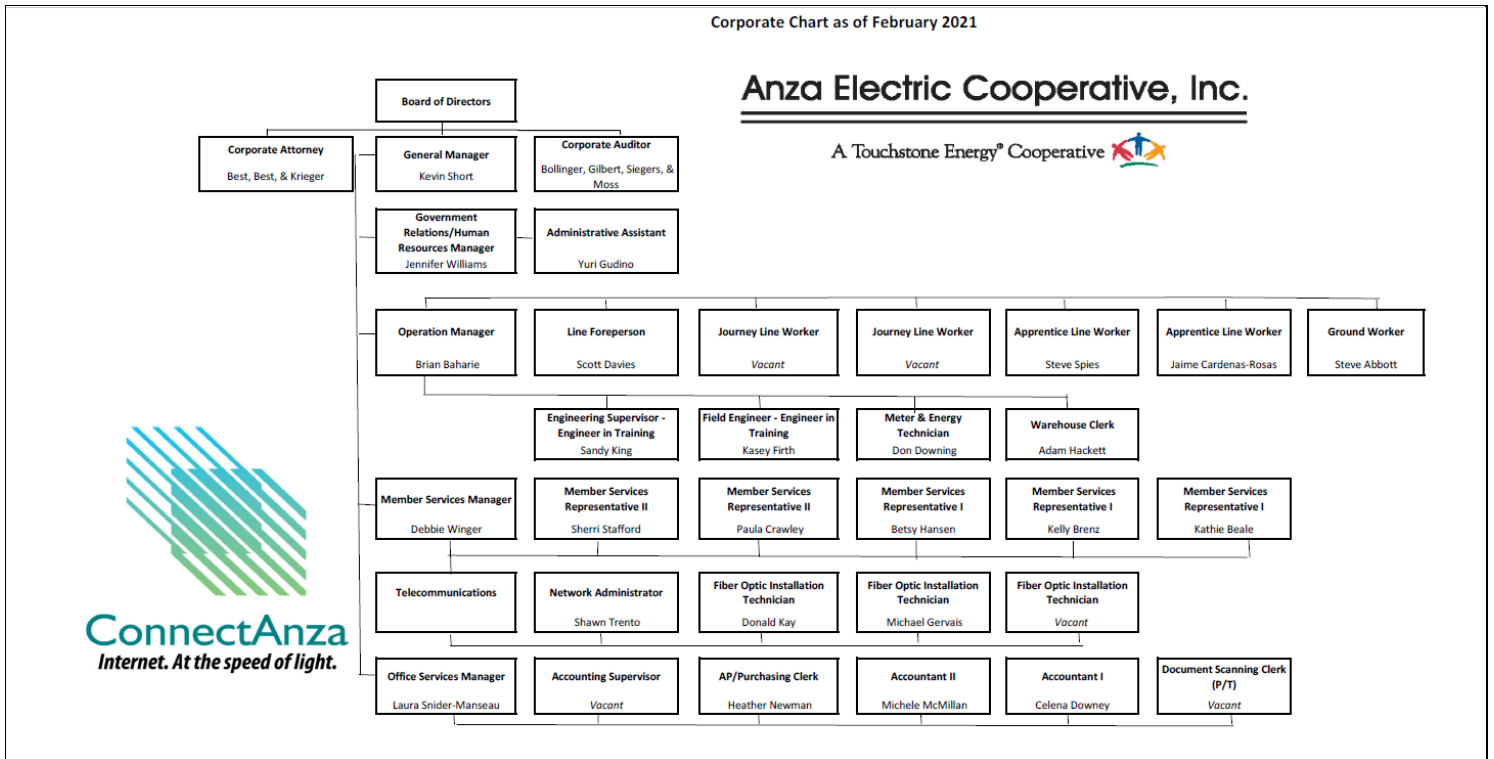 Corporate Chart as of February 2021
Anza Electric Cooperative, Inc.
A Touchstone Energy® Cooperative
Board of Directors
Corporate Attorney
Best, Best, & Krieger
General Manager
Kevin Short
Corporate Auditor
Bollinger, Gilbert, Siegers, &
Moss
Government
Relations/Human
Resources Manager
Jennifer Williams
Administrative Assistant
Yuri Gudino
Operation Manager
Brian Baharie
Line Foreperson
Scott Davies
Journey Line Worker
Vacant
Journey Line Worker
Vacant
Apprentice Line Worker
Steve Spies
Apprentice Line Worker
Jaime Cardenas-Rosas
Ground Worker
Steve Abbott
Engineering Supervisor -
Engineer in Training
Sandy King
Field Engineer - Engineer in
Training
Kasey Firth
Meter & Energy
Technician
Don Downing
Warehouse Clerk
Adam Hackett
Member Services Manager
Debbie Winger
Member Services
Representative II
Sherri Stafford
Member Services
Representative II
Paula Crawley
Member Services
Representative I
Betsy Hansen
Member Services
Representative I
Kelly Brenz
Member Services
Representative I
Kathie Beale
Telecommunications
Network Administrator
Shawn Trento
Fiber Optic Installation
Technician
Donald Kay
Fiber Optic Installation
Technician
Michael Gervais
Fiber Optic Installation
Technician
Vacant
ConnectAnza
Internet. At the speed of light.
Office Services Manager
Laura Snider-Manseau
Accounting Supervisor
Vacant
AP/Purchasing Clerk
Heather Newman
Accountant II
Michele McMillan
Accountant I
Celena Downey
Document Scanning Clerk
(P/T)
Vacant